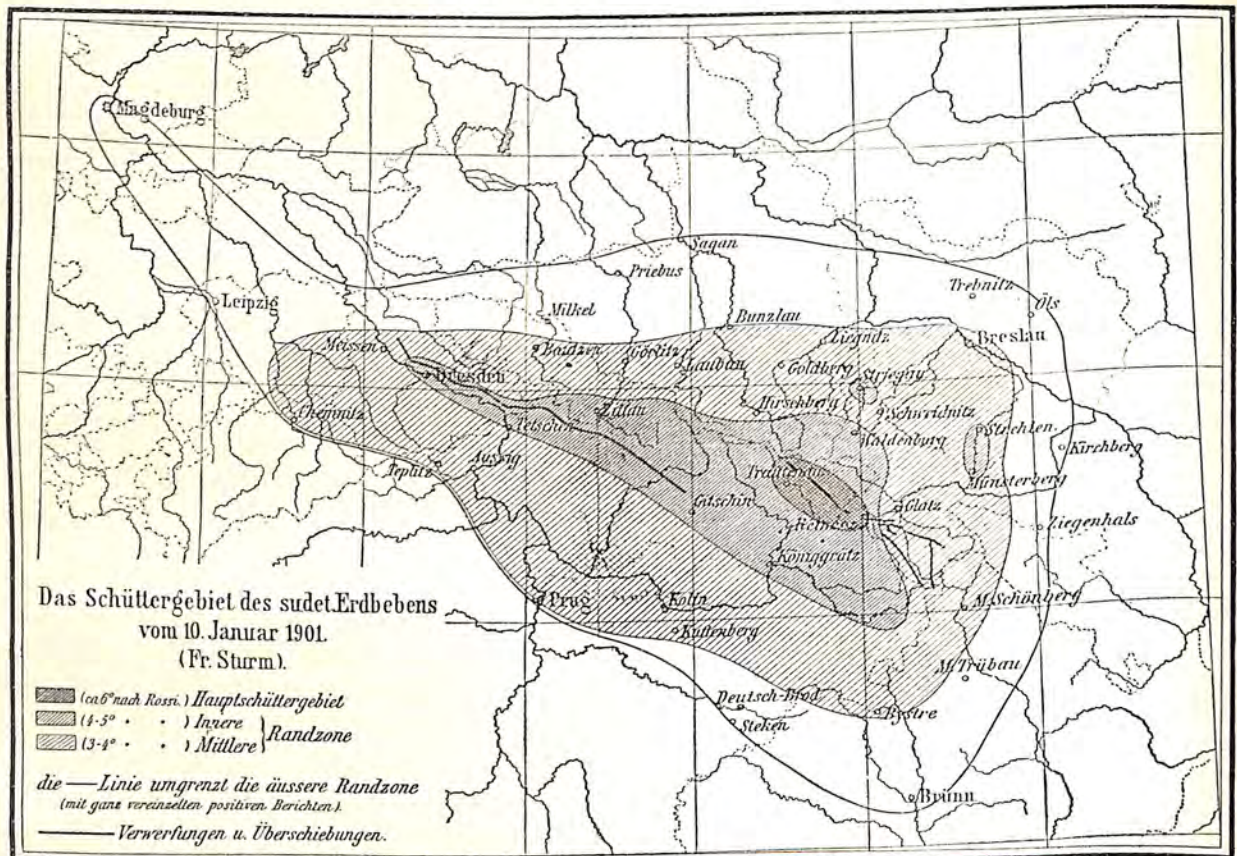 Magdeburg
Sagan
Priebus
Trebnitz
Öls
Leipzig
Milkel
Bunzlau
Breslau
Meissen
Bautzen
Görlitz
Lauban
Goldberg
Striegau
Dresden
Chemnitz
Zittau
Hirschberg
Schweidnitz
Tetschen
Waldenburg
Strehlen.
Kirchberg
Teplitz
Aussig
Trautenau
Münsterberg
Gitschin
Glatz
Ziegenhals
Königgrätz
Das Schüttergebiet des sudet. Erdbebens
vom 10. Januar 1901.
(Fr. Sturm).
Prag
Kolin
M. Schönberg
Kuttenberg
M. Trübau
(ca 6° nach Rossi.) Hauptschüttergebiet
(4-5° " " ) Innere
(3-4° " " ) Mittlere
Randzone
Deutsch-Brod
Steken
Bystre
die — Linie umgrenzt die äussere Randzone
(mit ganz vereinzelten positiven Berichten).
Brünn
Verwerfungen u. Überschiebungen.